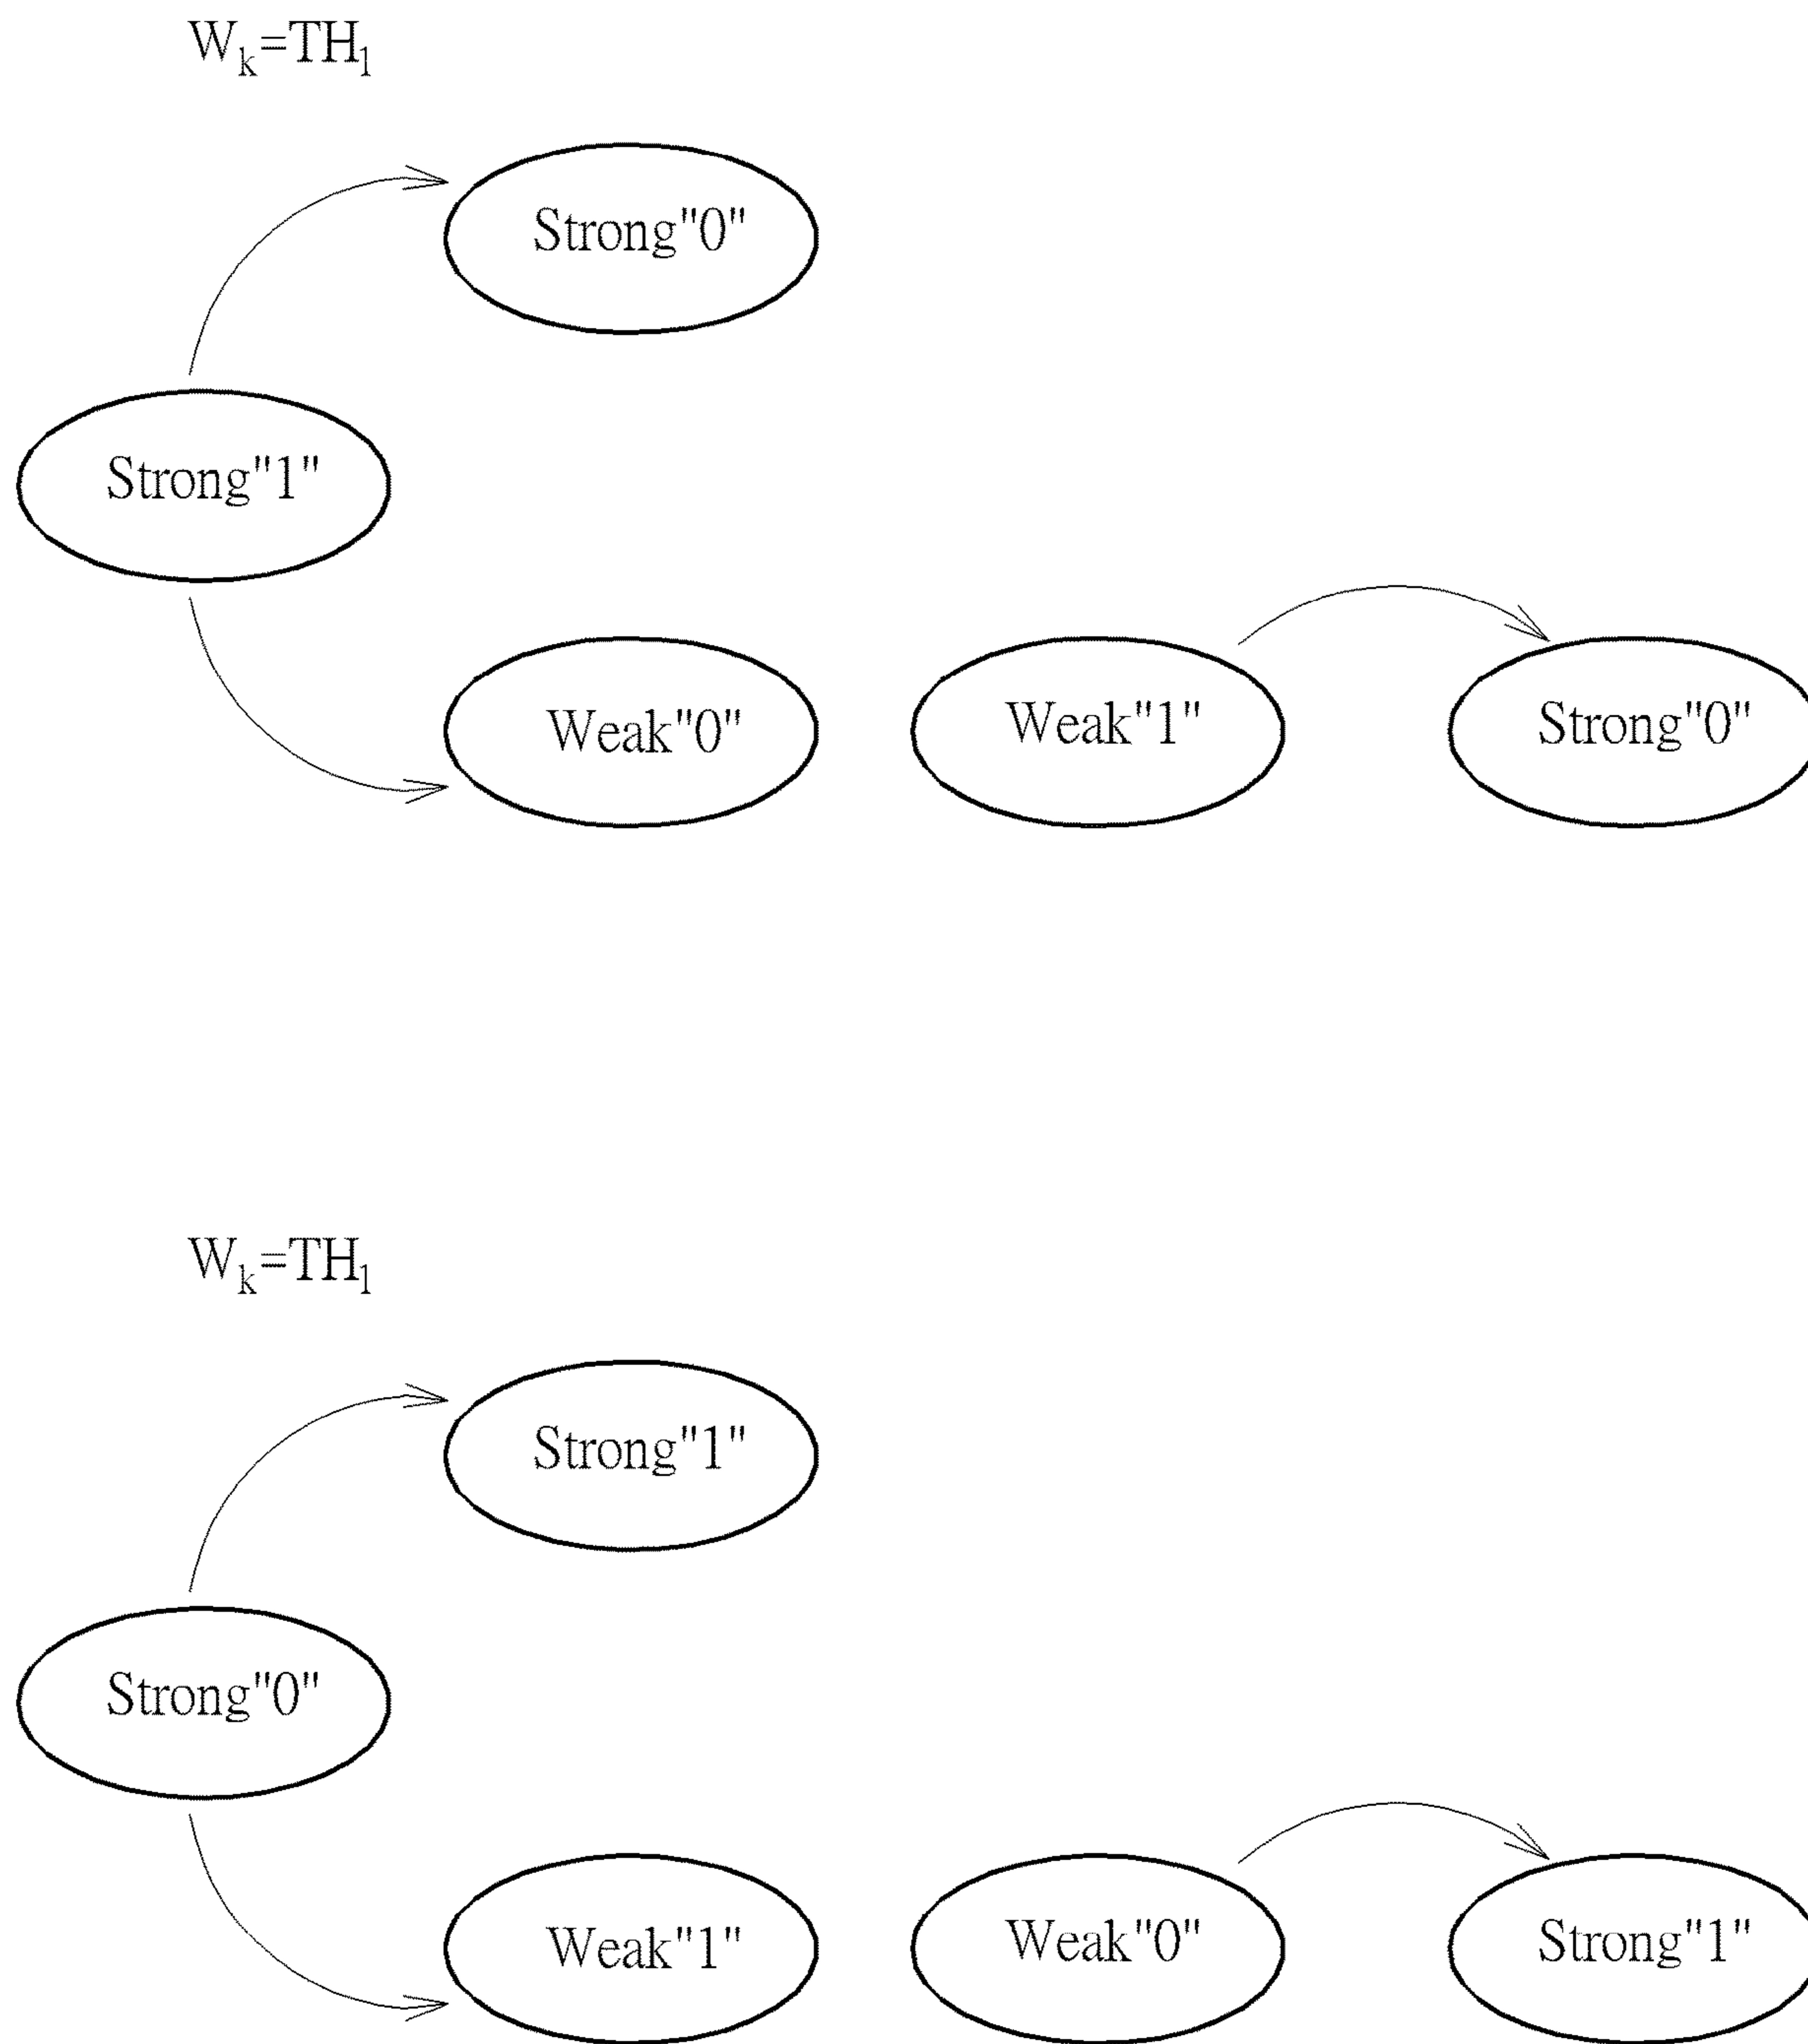 Wk=TH1
Strong"0"
Strong"1"
Weak"0" Weak"1" Strong"0"
Wk=TH1
Strong"1"
Strong"0"
Weak"1" Weak"0" Strong"1"